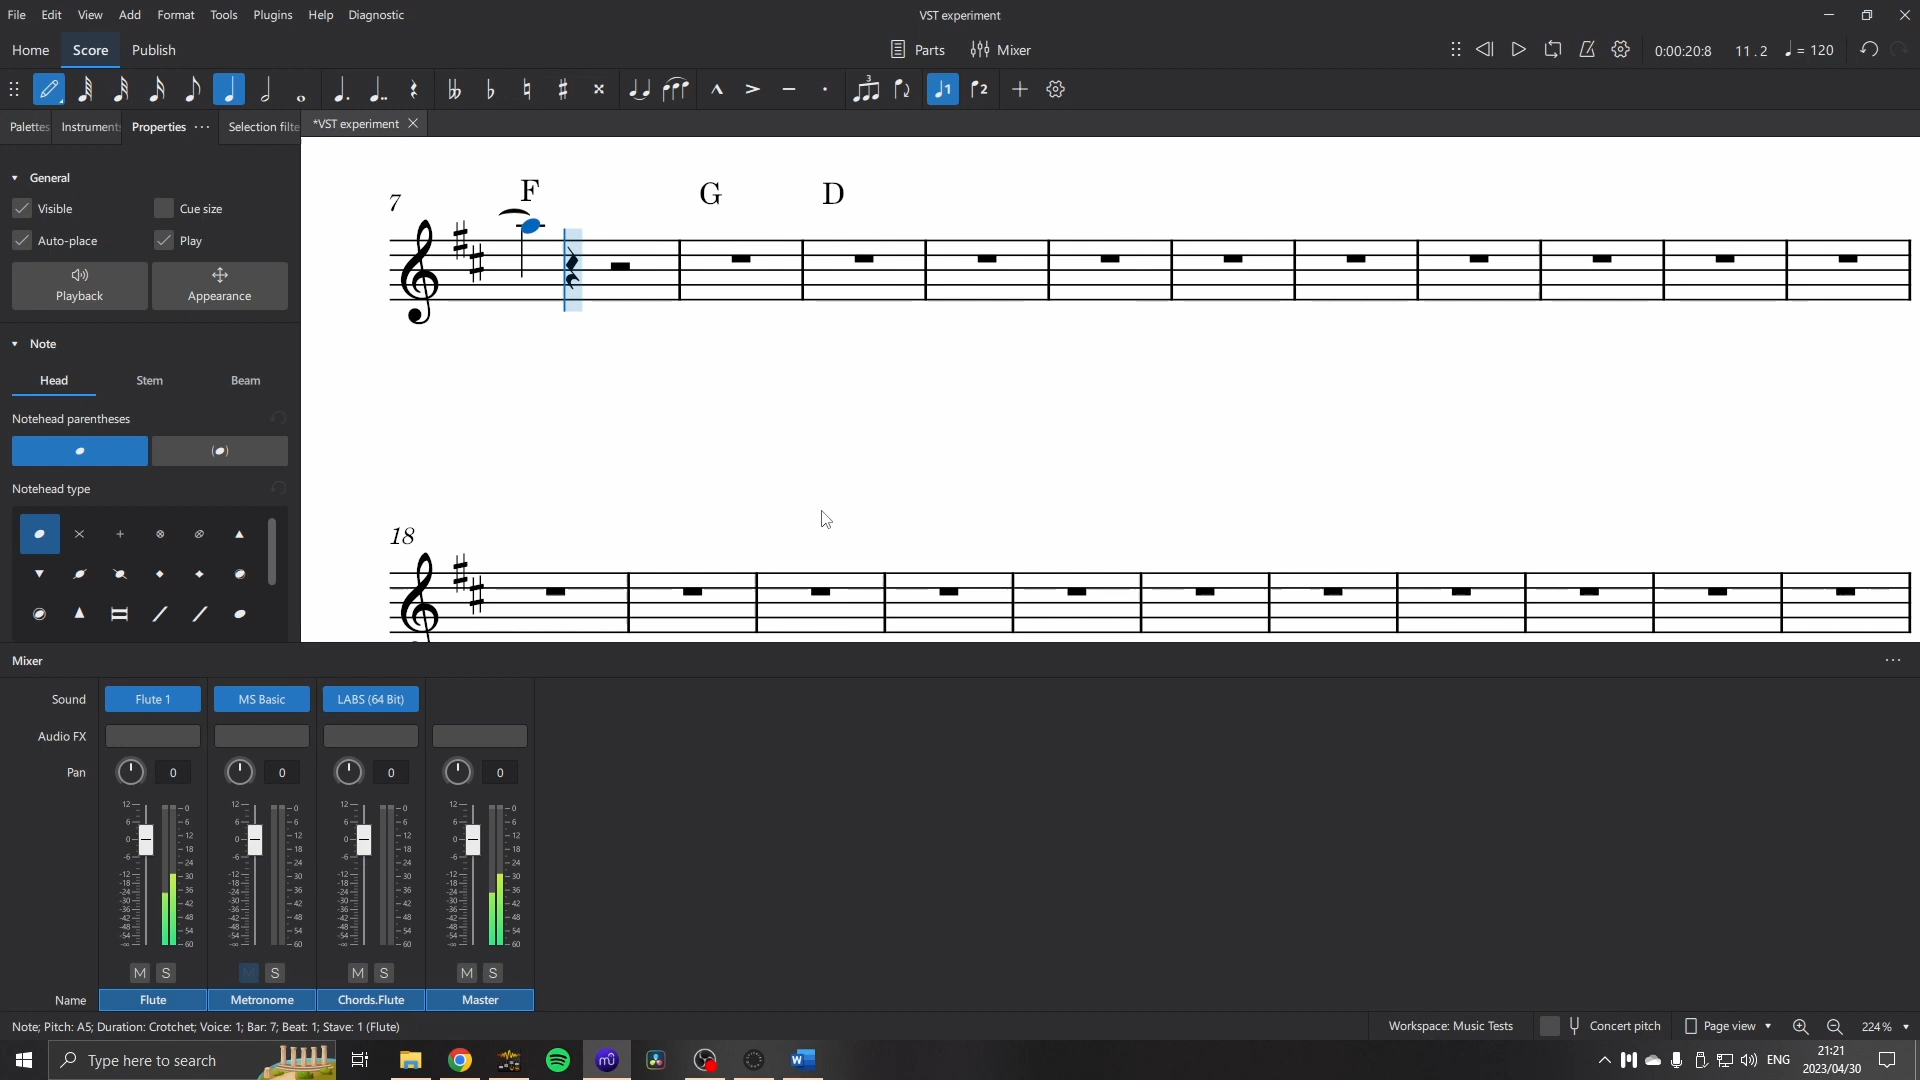 File Edit View Add Format Tools Plugins Help Diagnostic VST experiment
Home Score Publish Parts Mixer 0:00:20:8 11 . 2 = 120
3 1 2
Palettes Instruments Properties ··· Selection filte *VST experiment
General
Visible Cue size
Auto-place Play
Playback Appearance
Note
Head Stem Beam
Notehead parentheses
Notehead type
7 F G D
18
Mixer
Sound Flute 1 MS Basic LABS (64 Bit)
Audio FX
Pan 0 0 0 0
M S M S M S M S
Name Flute Metronome Chords.Flute Master
Note; Pitch: A5; Duration: Crotchet; Voice: 1; Bar: 7; Beat: 1; Stave: 1 (Flute) Workspace: Music Tests Concert pitch Page view 224 %
Type here to search ENG 21:21
2023/04/30